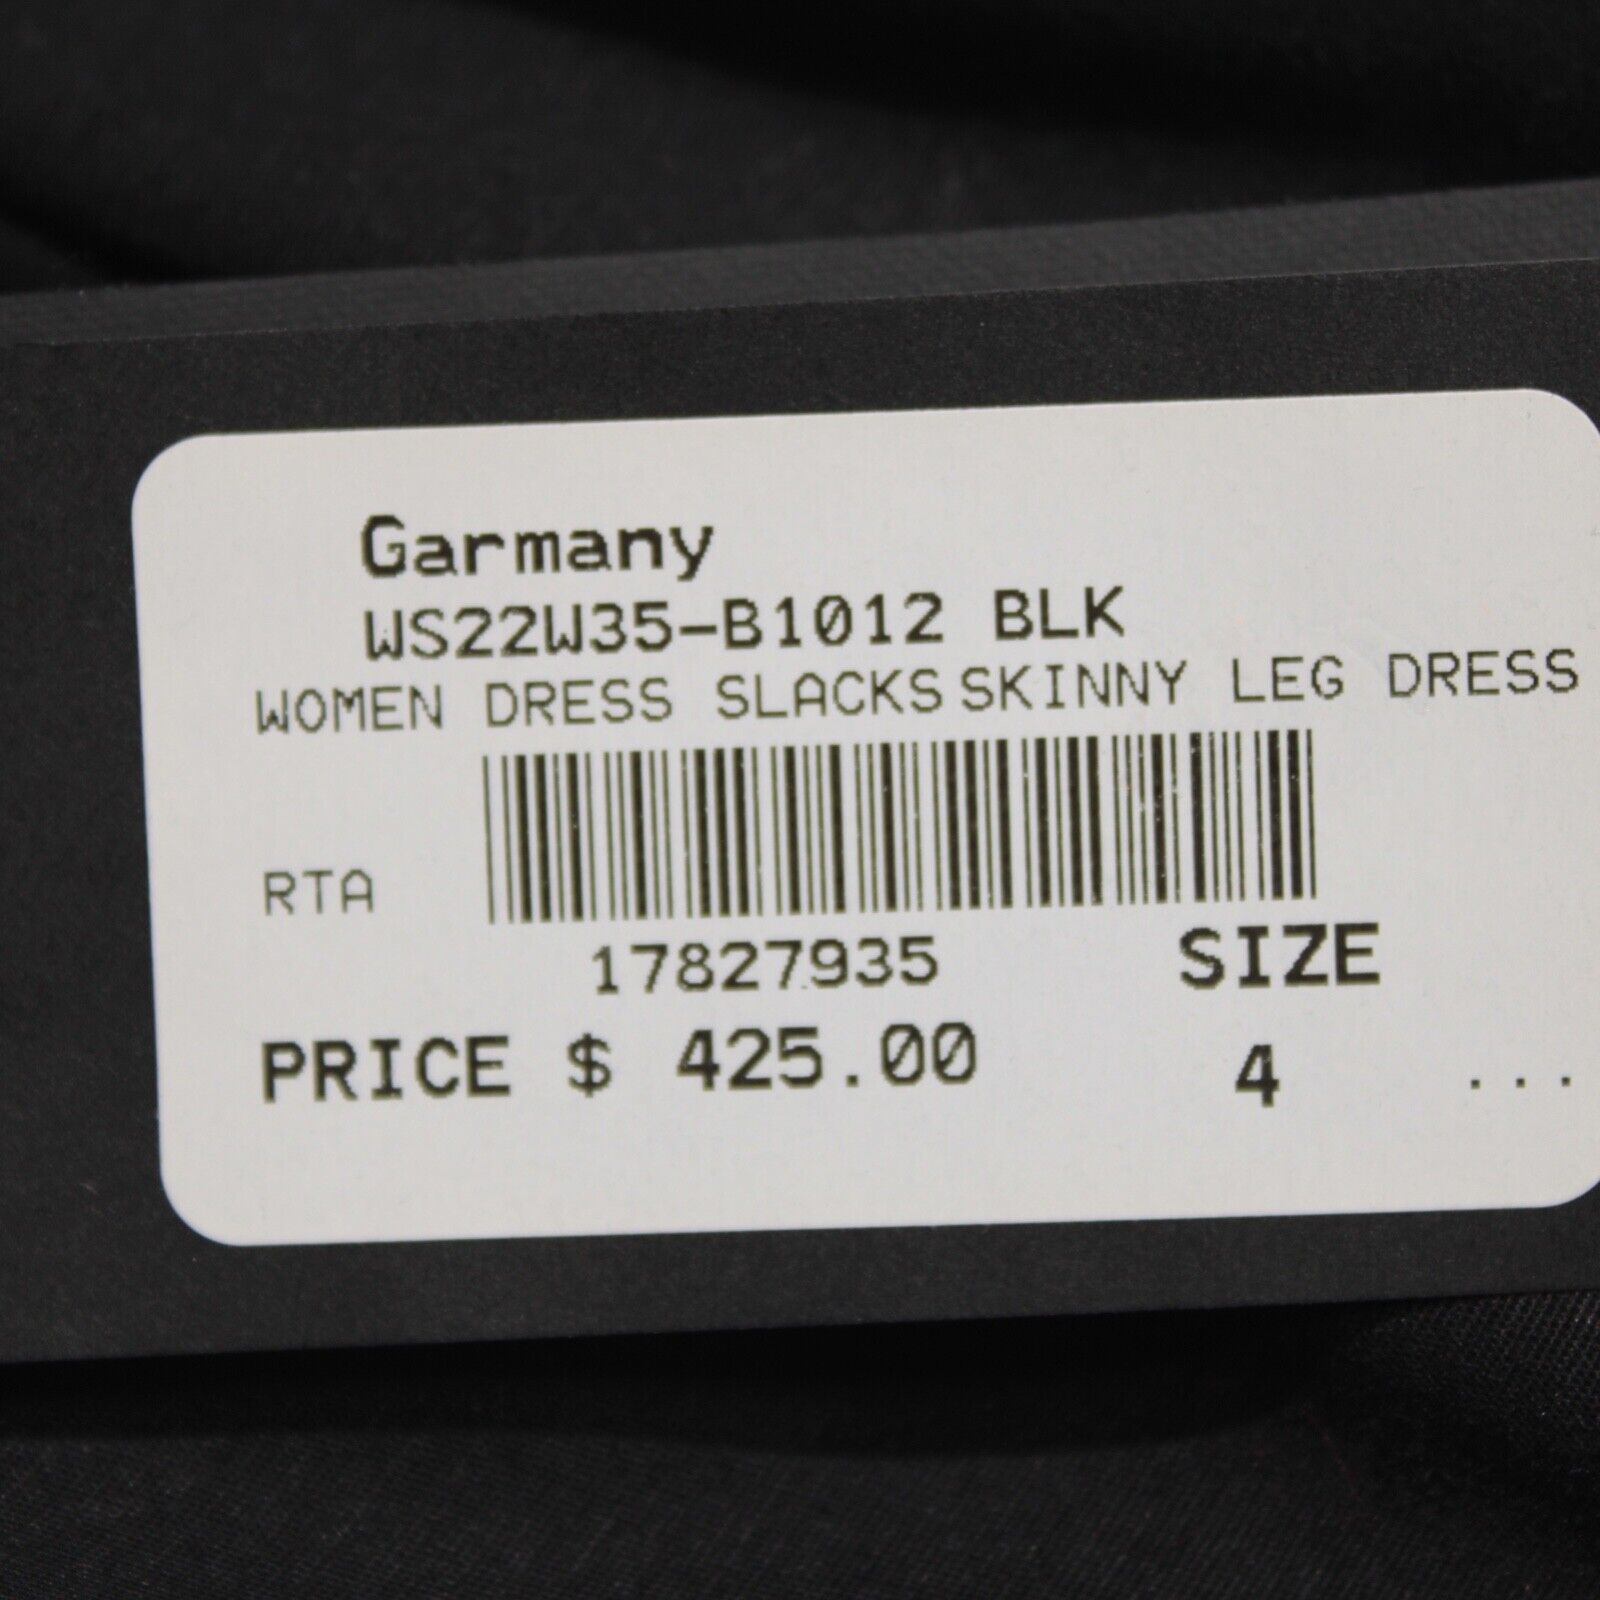 Garmany
WS22W35-B1012 BLK
WOMEN DRESS SLACKS SKINNY LEG DRESS
RTA
17827935 SIZE
PRICE $ 425.00 4 ...